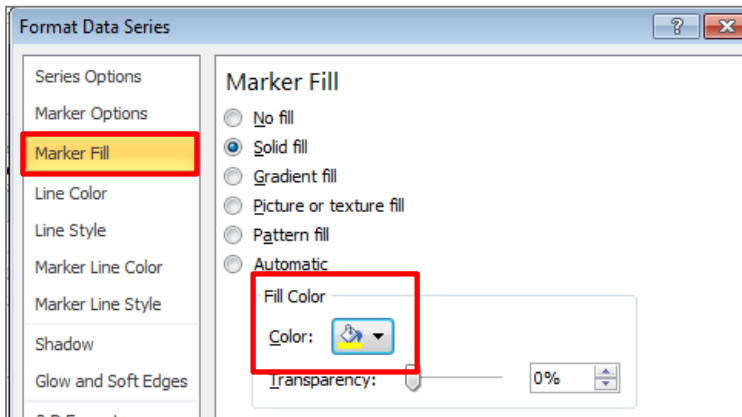 Format Data Series
?
Series Options
Marker Options
Marker Fill
Line Color
Line Style
Marker Line Color
Marker Line Style
Shadow
Glow and Soft Edges
Marker Fill
No fill
Solid fill
Gradient fill
Picture or texture fill
Pattern fill
Automatic
Fill Color
Color:
Transparency:
0%